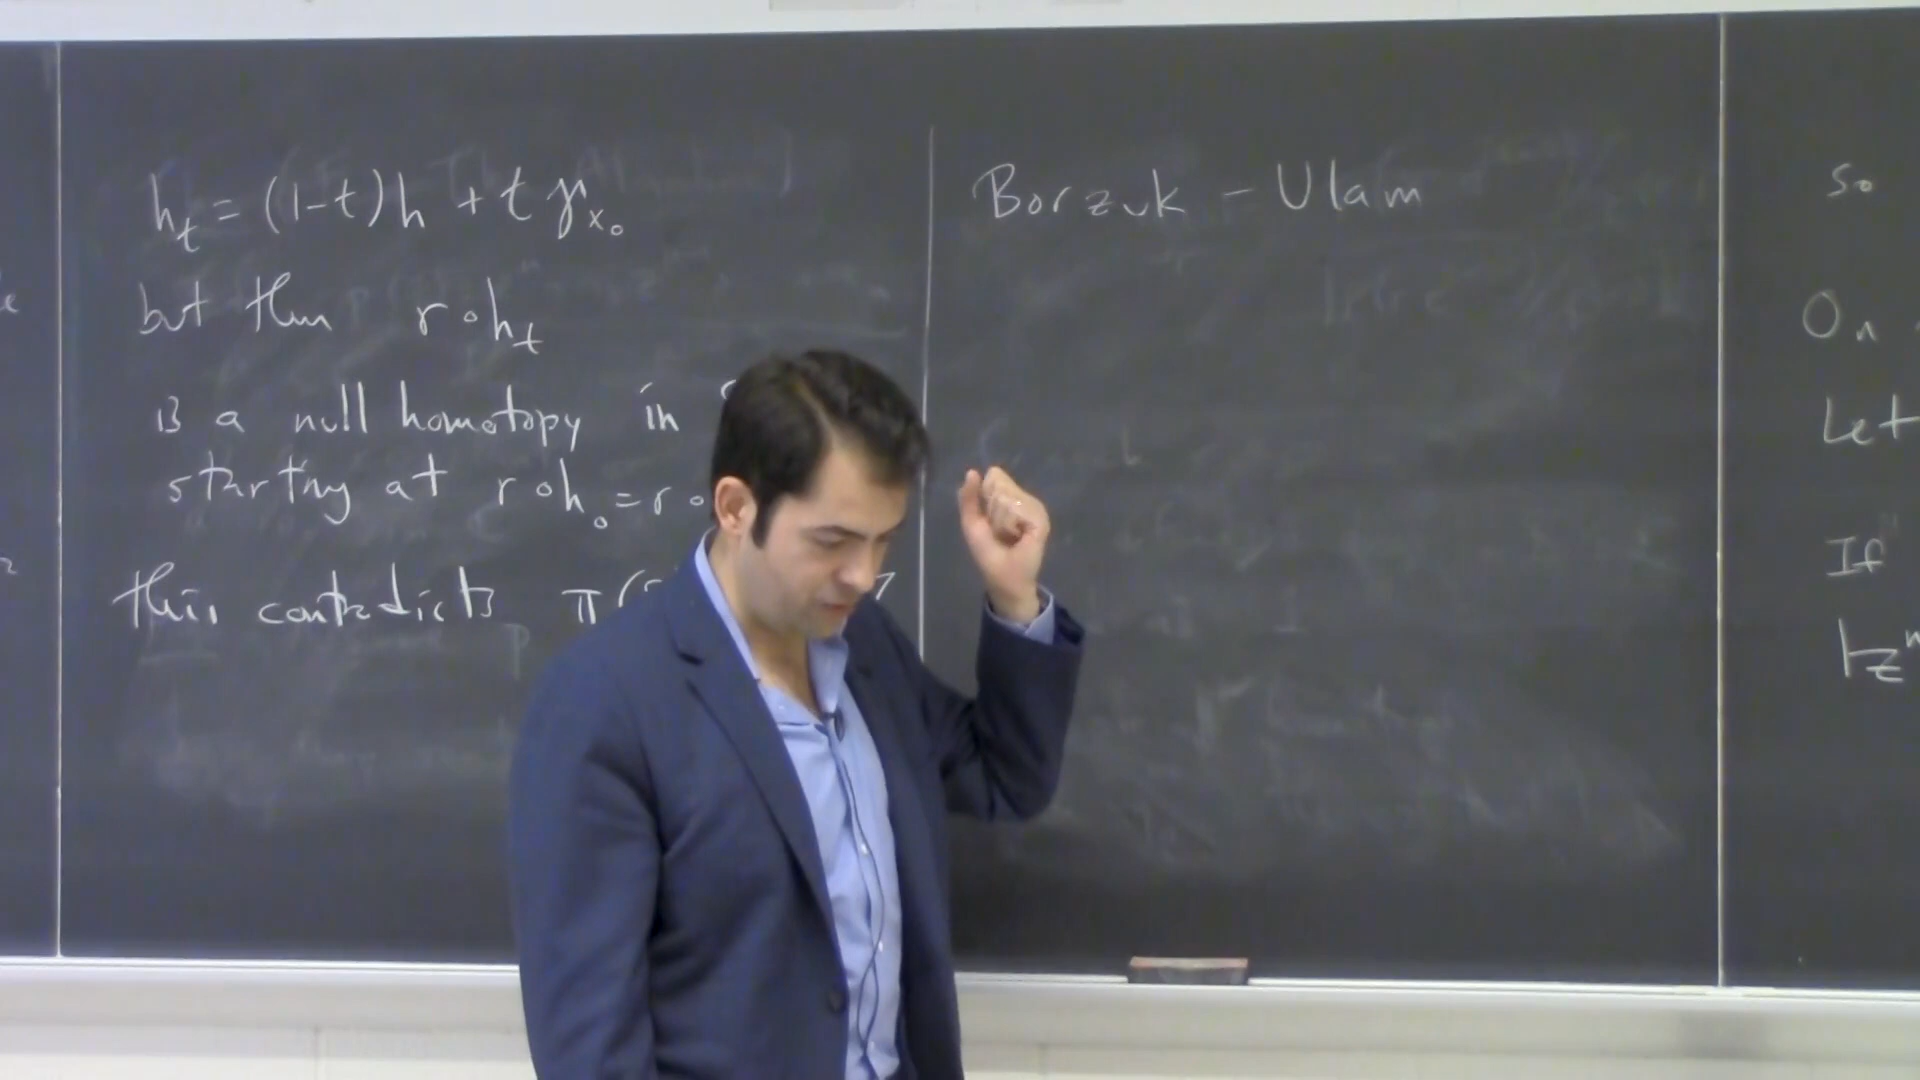 h_t = (1-t)h + t γ_{x_0}
but then r∘h_t
is a null homotopy in
starting at r∘h_0 = r∘
this contradicts π(
Borzuk - Ulam
So
On
Let
If
|z^n